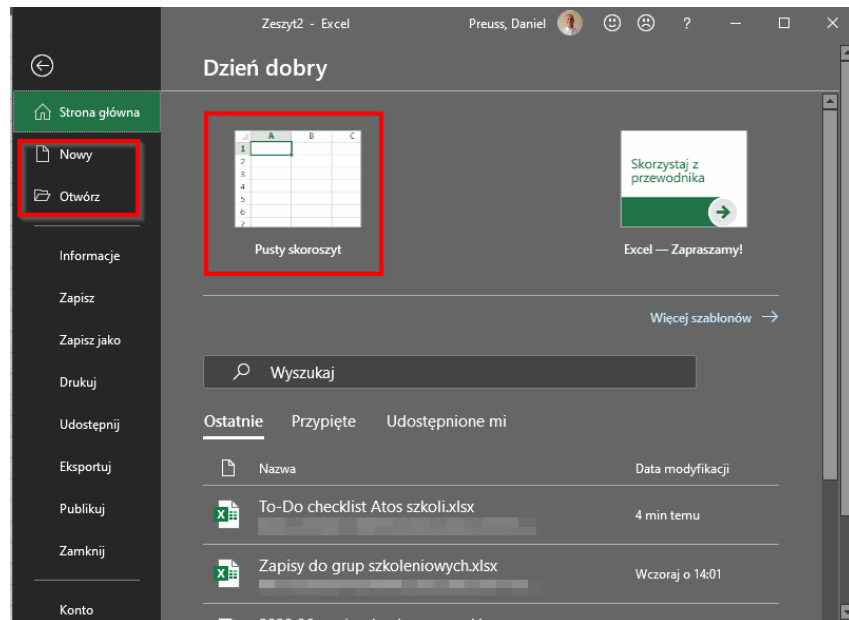 Zeszyt2 - Excel
Preuss, Daniel
?
Dzień dobry
Strona główna
Nowy
Otwórz
Informacje
Zapisz
Zapisz jako
Drukuj
Udostępnij
Eksportuj
Publikuj
Zamknij
Konto
A B C
1
2
3
4
5
6
7
Pusty skoroszyt
Skorzystaj z
przewodnika
Excel — Zapraszamy!
Więcej szablonów
Wyszukaj
Ostatnie Przypięte Udostępnione mi
Nazwa Data modyfikacji
To-Do checklist Atos szkoli.xlsx
4 min temu
Zapisy do grup szkoleniowych.xlsx
Wczoraj o 14:01